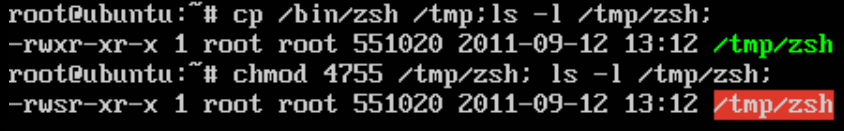 root@ubuntu:~# cp /bin/zsh /tmp;ls -l /tmp/zsh;
-rwxr-xr-x 1 root root 551020 2011-09-12 13:12 /tmp/zsh
root@ubuntu:~# chmod 4755 /tmp/zsh; ls -l /tmp/zsh;
-rwsr-xr-x 1 root root 551020 2011-09-12 13:12 /tmp/zsh